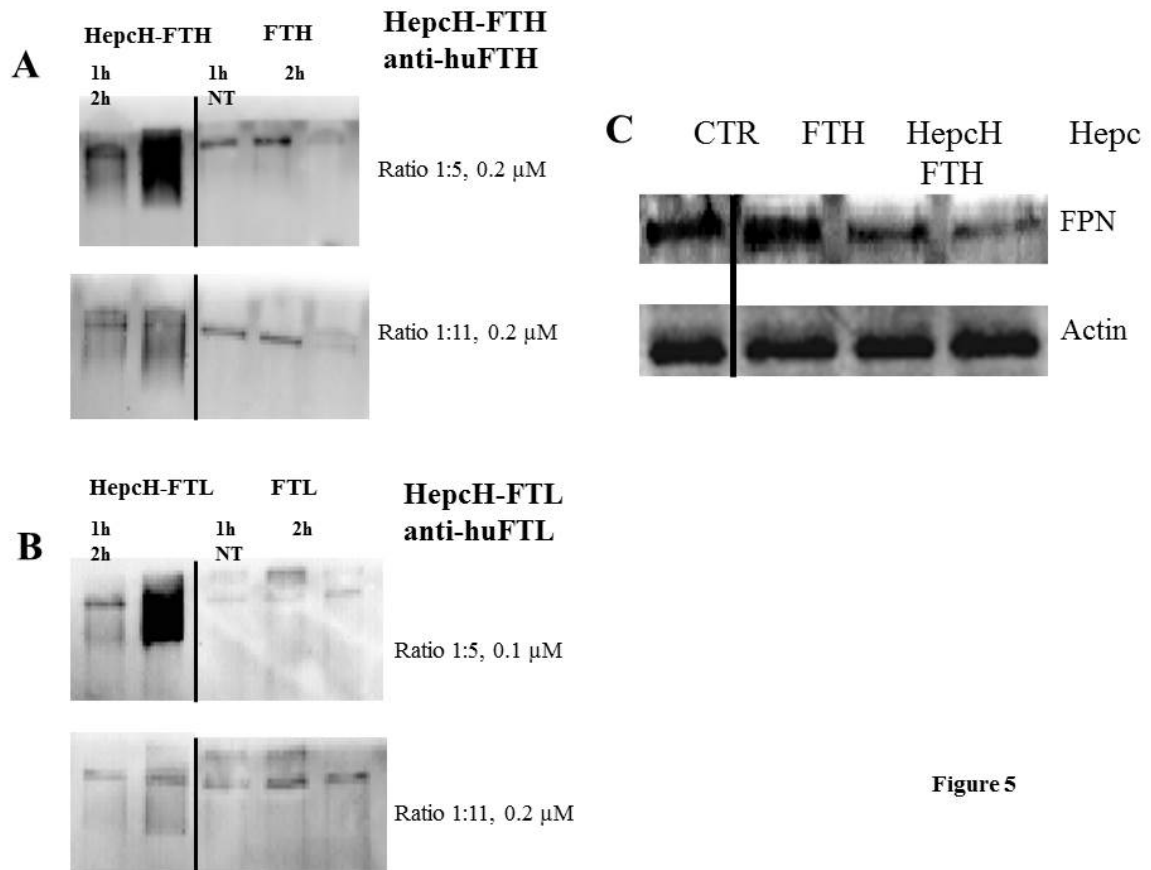 A
HepcH-FTH FTH
1h 1h 2h
2h NT
HepcH-FTH
anti-huFTH
Ratio 1:5, 0.2 µM
Ratio 1:11, 0.2 µM
B
HepcH-FTL FTL
1h 1h 2h
2h NT
HepcH-FTL
anti-huFTL
Ratio 1:5, 0.1 µM
Ratio 1:11, 0.2 µM
C
CTR FTH HepcH Hepc
FTH
FPN
Actin
Figure 5